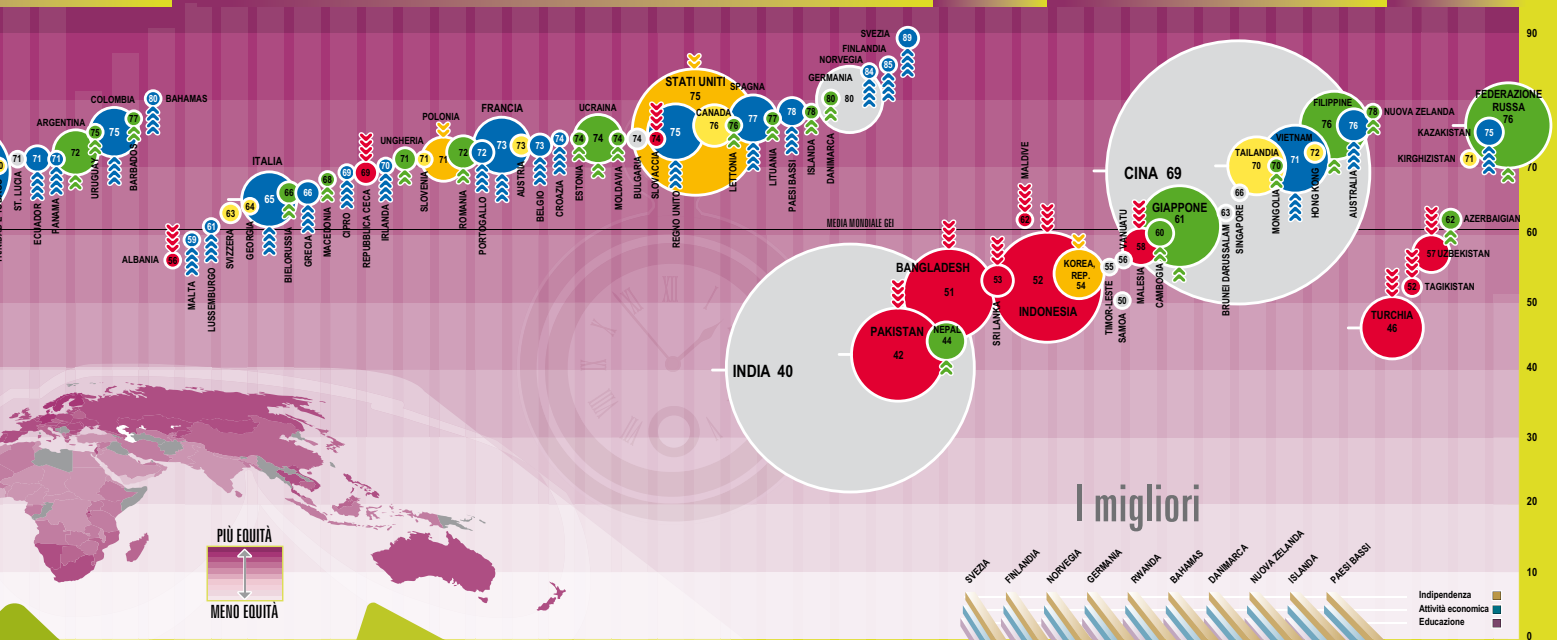 ST. LUCIA
71
ECUADOR
71
PANAMA
71
ARGENTINA
72
URUGUAY
75
COLOMBIA
75
BARBADOS
77
80
BAHAMAS
ALBANIA
56
MALTA
59
LUSSEMBURGO
61
SVIZZERA
63
GEORGIA
64
ITALIA
65
BIELORUSSIA
66
GRECIA
66
MACEDONIA
68
CIPRO
69
REPUBBLICA CECA
69
IRLANDA
70
UNGHERIA
71
SLOVENIA
71
POLONIA
71
ROMANIA
72
PORTOGALLO
72
FRANCIA
73
AUSTRIA
73
BELGIO
73
CROAZIA
74
ESTONIA
74
UCRAINA
74
MOLDAVIA
74
BULGARIA
74
SLOVACCHIA
74
STATI UNITI
75
REGNO UNITO
75
CANADA
76
LETTONIA
76
SPAGNA
77
LITUANIA
77
PAESI BASSI
78
ISLANDA
78
DANIMARCA
80
GERMANIA
80
NORVEGIA
84
FINLANDIA
85
SVEZIA
89
MEDIA MONDIALE GEI
INDIA 40
PAKISTAN
42
NEPAL
44
BANGLADESH
51
SRI LANKA
53
MALDIVE
62
52
INDONESIA
KOREA,
REP.
54
TIMOR-LESTE
55
SAMOA
50
VANUATU
56
MALESIA
58
CAMBOGIA
60
GIAPPONE
61
CINA 69
BRUNEI DARUSSALAM
63
SINGAPORE
66
TAILANDIA
70
MONGOLIA
70
VIETNAM
71
HONG KONG
72
FILIPPINE
76
AUSTRALIA
76
78
NUOVA ZELANDA
TURCHIA
46
52
TAGIKISTAN
57 UZBEKISTAN
62
AZERBAIGIAN
KIRGHIZISTAN
71
KAZAKISTAN
75
FEDERAZIONE
RUSSA
76
90
70
60
50
40
30
20
10
0
PIÙ EQUITÀ
MENO EQUITÀ
I migliori
SVEZIA
FINLANDIA
NORVEGIA
GERMANIA
RWANDA
BAHAMAS
DANIMARCA
NUOVA ZELANDA
ISLANDA
PAESI BASSI
Indipendenza
Attività economica
Educazione